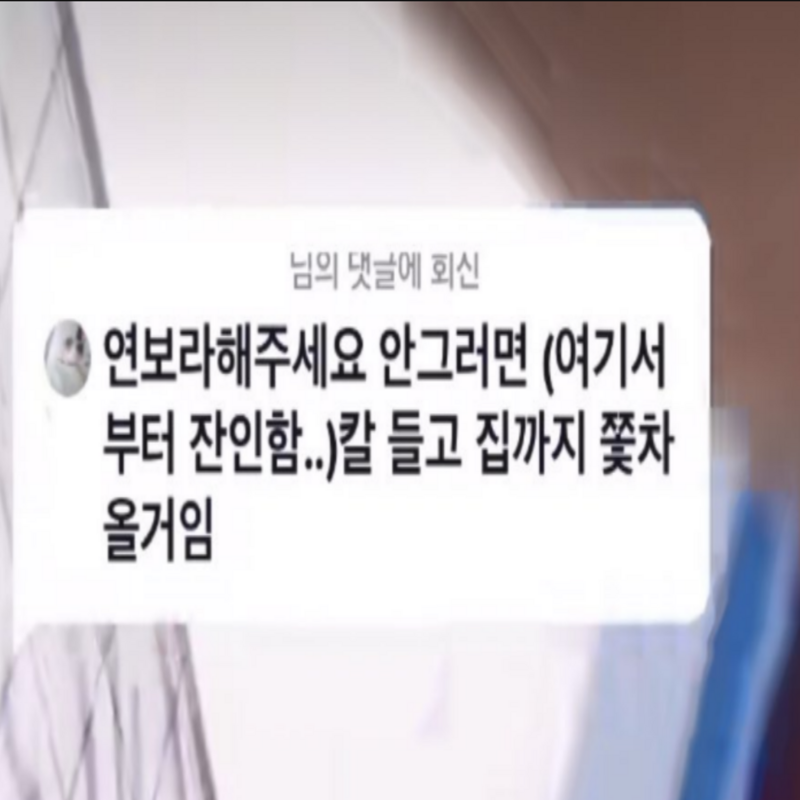 님의 댓글에 회신
연보라해주세요 안그러면 (여기서
부터 잔인함..)칼 들고 집까지 쫓차
올거임